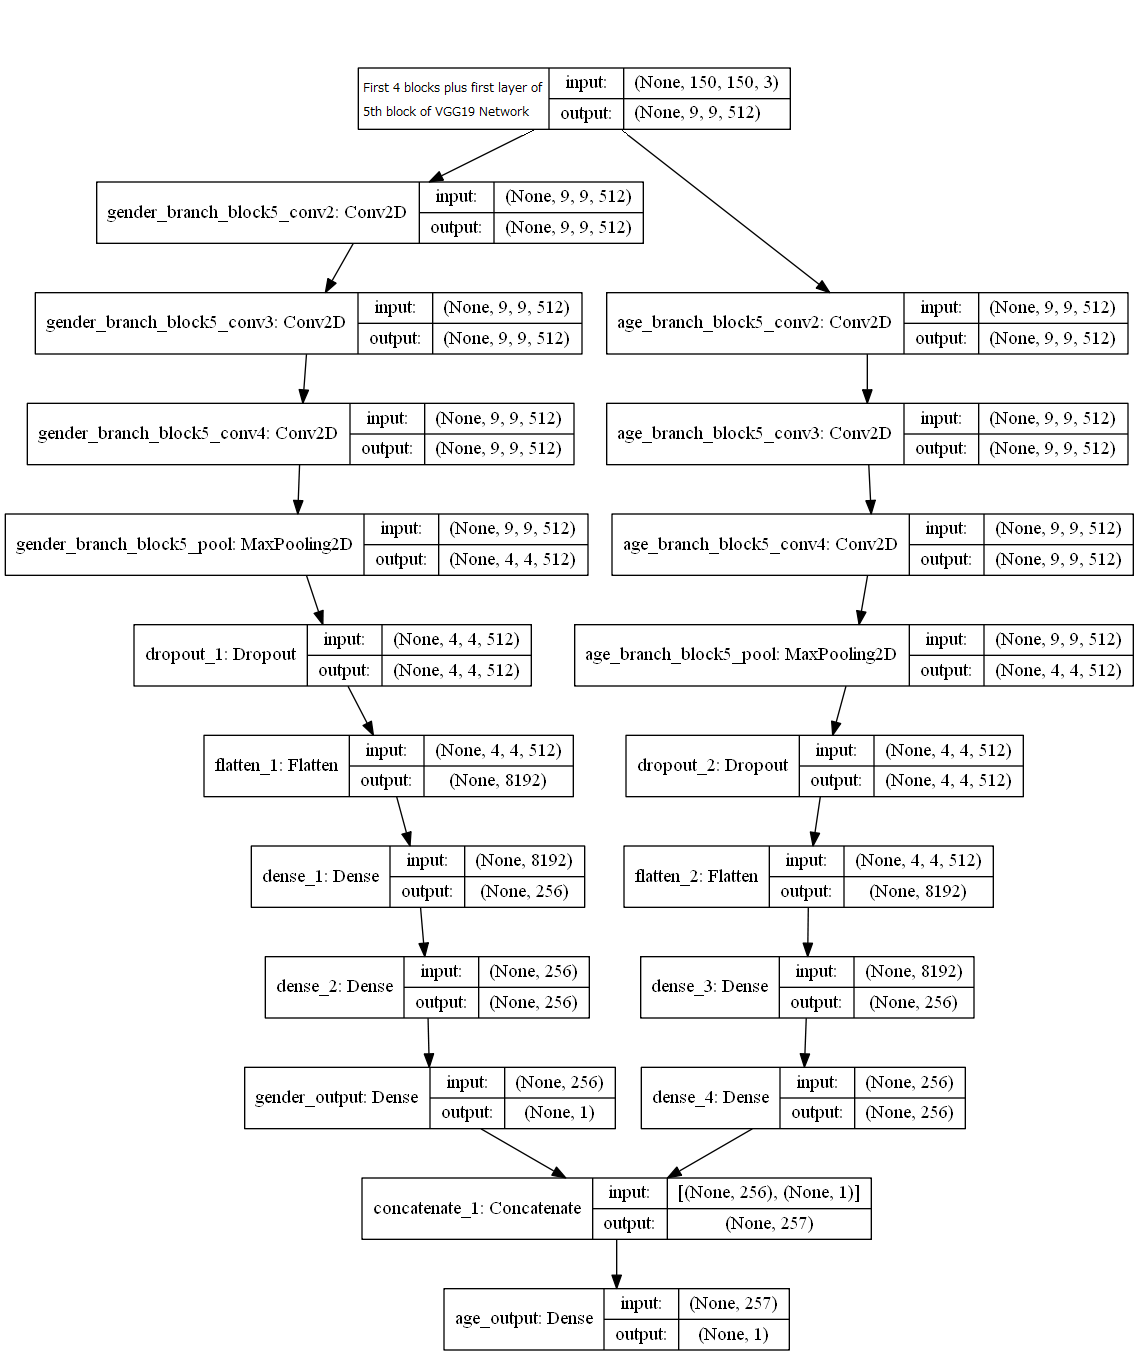 First 4 blocks plus first layer of
5th block of VGG19 Network
input: (None, 150, 150, 3)
output: (None, 9, 9, 512)
gender_branch_block5_conv2: Conv2D
input: (None, 9, 9, 512)
output: (None, 9, 9, 512)
gender_branch_block5_conv3: Conv2D
input: (None, 9, 9, 512)
output: (None, 9, 9, 512)
age_branch_block5_conv2: Conv2D
input: (None, 9, 9, 512)
output: (None, 9, 9, 512)
gender_branch_block5_conv4: Conv2D
input: (None, 9, 9, 512)
output: (None, 9, 9, 512)
age_branch_block5_conv3: Conv2D
input: (None, 9, 9, 512)
output: (None, 9, 9, 512)
gender_branch_block5_pool: MaxPooling2D
input: (None, 9, 9, 512)
output: (None, 4, 4, 512)
age_branch_block5_conv4: Conv2D
input: (None, 9, 9, 512)
output: (None, 9, 9, 512)
dropout_1: Dropout
input: (None, 4, 4, 512)
output: (None, 4, 4, 512)
age_branch_block5_pool: MaxPooling2D
input: (None, 9, 9, 512)
output: (None, 4, 4, 512)
flatten_1: Flatten
input: (None, 4, 4, 512)
output: (None, 8192)
dropout_2: Dropout
input: (None, 4, 4, 512)
output: (None, 4, 4, 512)
dense_1: Dense
input: (None, 8192)
output: (None, 256)
flatten_2: Flatten
input: (None, 4, 4, 512)
output: (None, 8192)
dense_2: Dense
input: (None, 256)
output: (None, 256)
dense_3: Dense
input: (None, 8192)
output: (None, 256)
gender_output: Dense
input: (None, 256)
output: (None, 1)
dense_4: Dense
input: (None, 256)
output: (None, 256)
concatenate_1: Concatenate
input: [(None, 256), (None, 1)]
output: (None, 257)
age_output: Dense
input: (None, 257)
output: (None, 1)